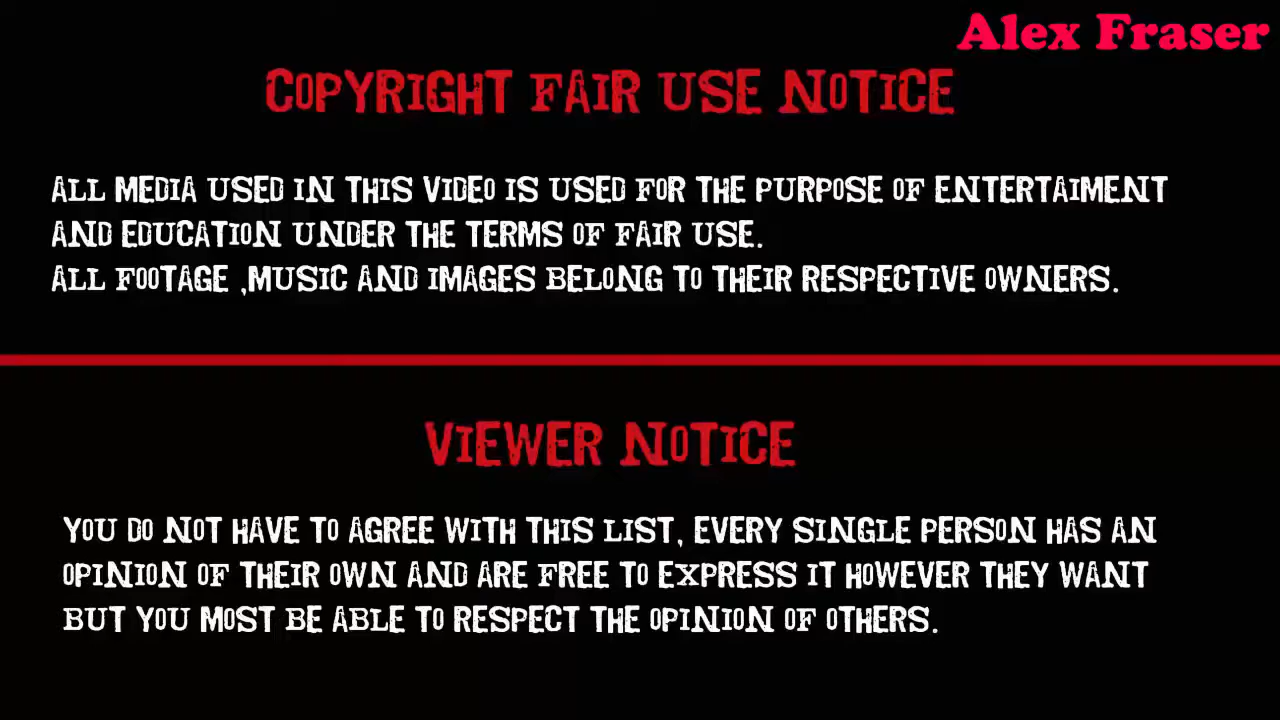 Alex Fraser
COPYRIGHT FAIR USE NOTICE
ALL MEDIA USED IN THIS VIDEO IS USED FOR THE PURPOSE OF ENTERTAIMENT
AND EDUCATION UNDER THE TERMS OF FAIR USE.
ALL FOOTAGE ,MUSIC AND IMAGES BELONG TO THEIR RESPECTIVE OWNERS.
VIEWER NOTICE
YOU DO NOT HAVE TO AGREE WITH THIS LIST, EVERY SINGLE PERSON HAS AN
OPINION OF THEIR OWN AND ARE FREE TO EXPRESS IT HOWEVER THEY WANT
BUT YOU MOST BE ABLE TO RESPECT THE OPINION OF OTHERS.